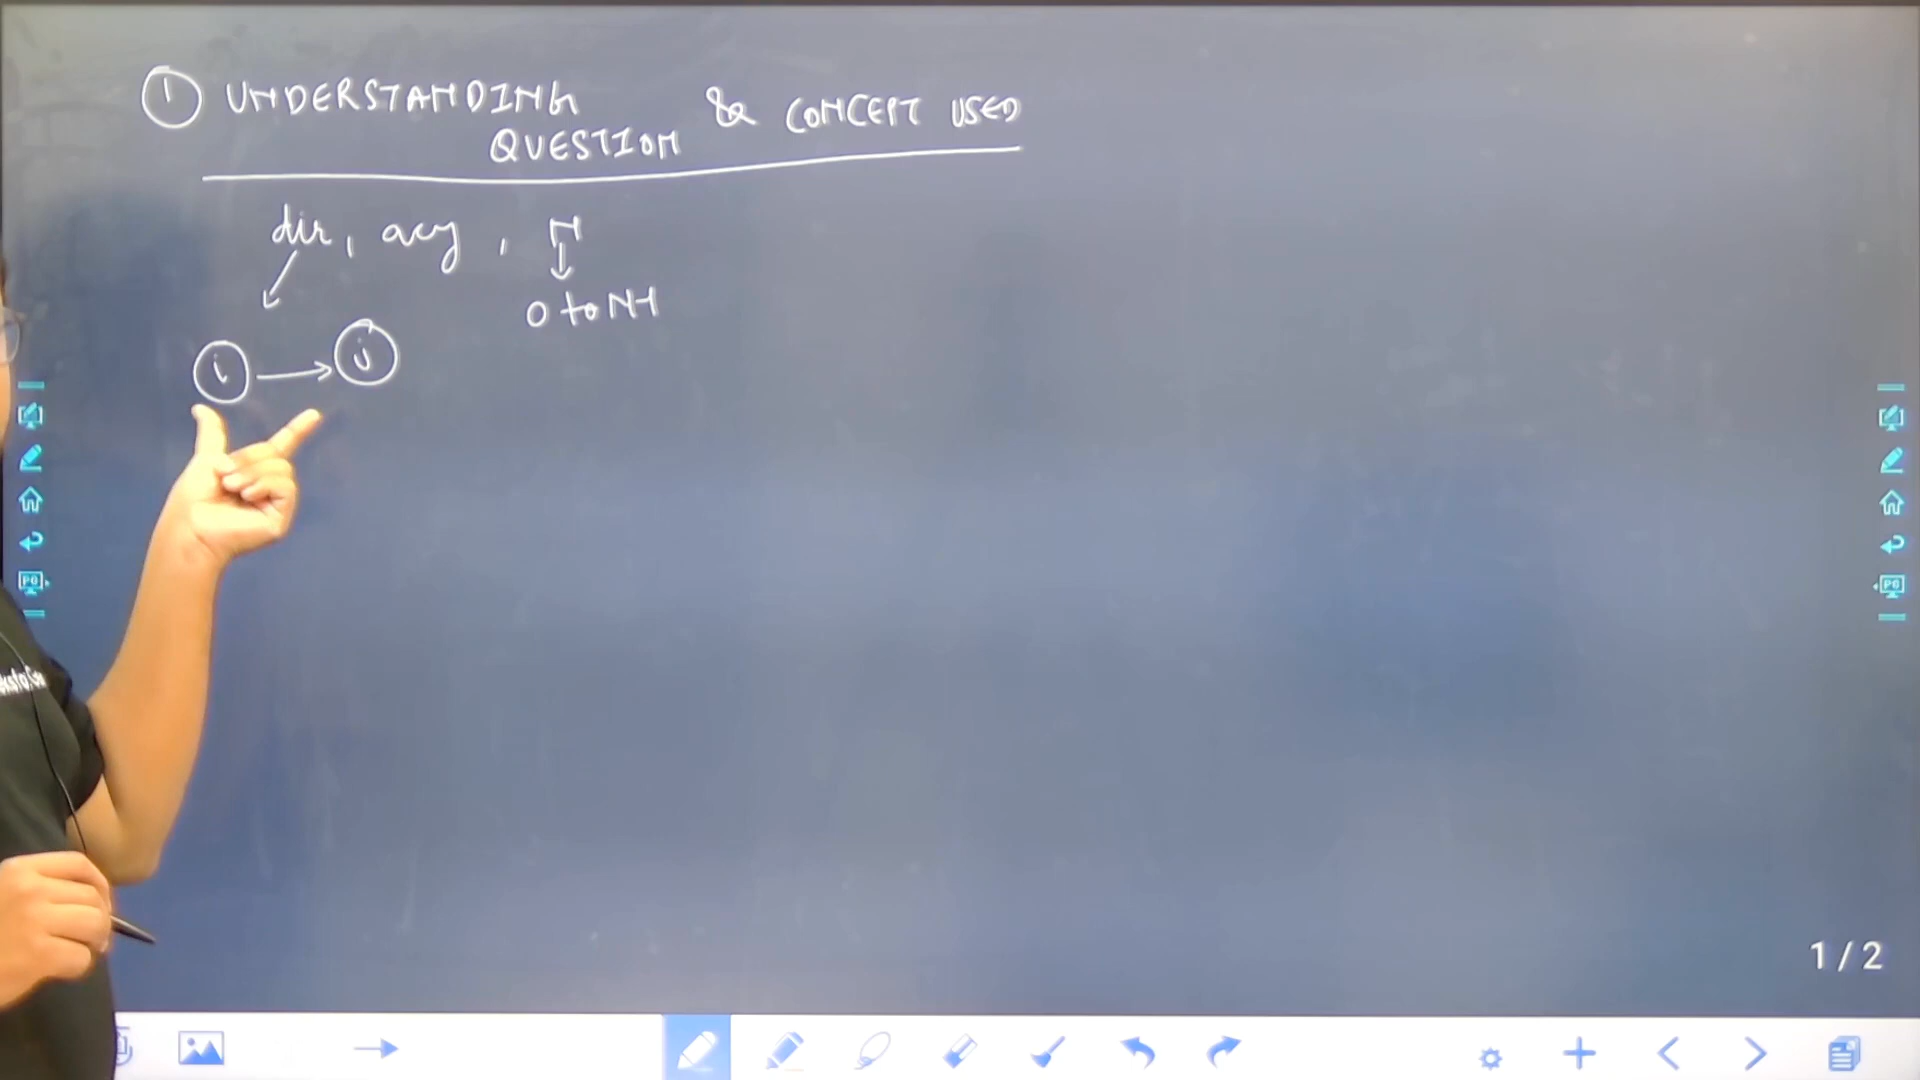 ① UNDERSTANDING & CONCEPT USED
QUESTION
dir, acy, N
0 to N-1
i → j
1 / 2